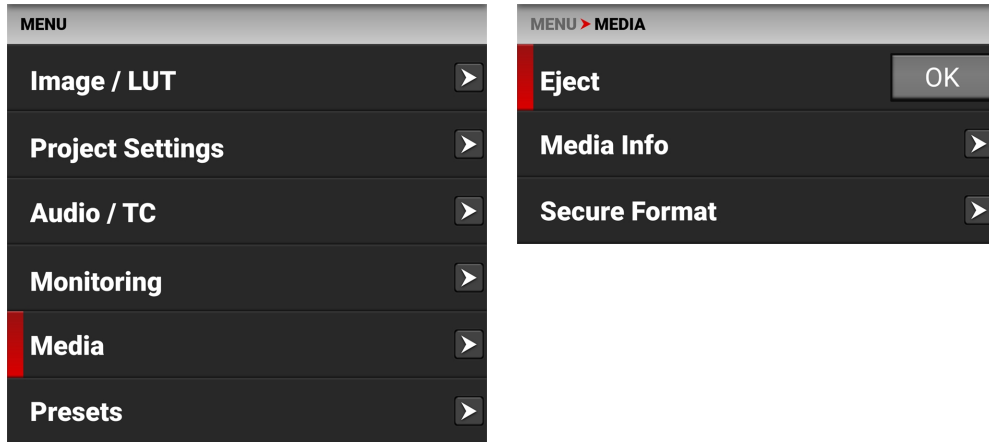 MENU
Image / LUT
Project Settings
Audio / TC
Monitoring
Media
Presets
MENU MEDIA
Eject OK
Media Info
Secure Format